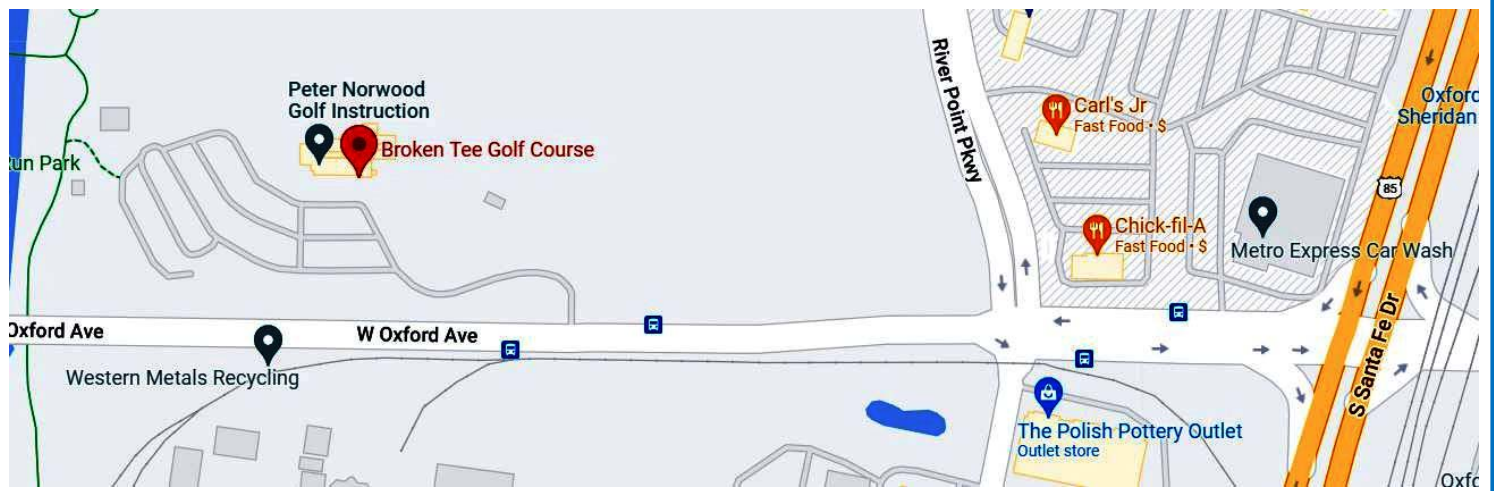 River Point Pkwy
Peter Norwood
Golf Instruction
Broken Tee Golf Course
Carl's Jr
Fast Food • $
Oxford
Sheridan
un Park
85
Chick-fil-A
Fast Food • $
Metro Express Car Wash
Oxford Ave
W Oxford Ave
S Santa Fe Dr
Western Metals Recycling
The Polish Pottery Outlet
Outlet store
Oxfo